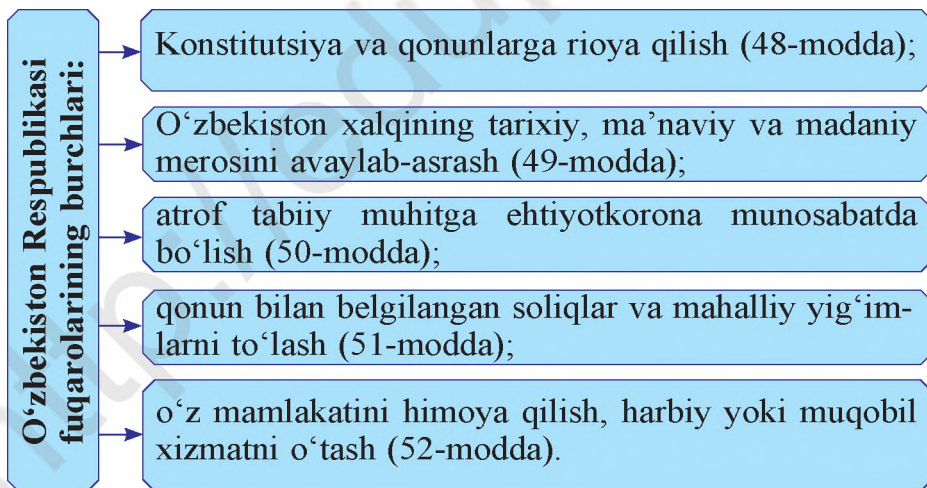 O‘zbekiston Respublikasi
fuqarolarining burchlari:
Konstitutsiya va qonunlarga rioya qilish (48-modda);
O‘zbekiston xalqining tarixiy, ma’naviy va madaniy
merosini avaylab-asrash (49-modda);
atrof tabiiy muhitga ehtiyotkorona munosabatda
bo‘lish (50-modda);
qonun bilan belgilangan soliqlar va mahalliy yig‘im-
larni to‘lash (51-modda);
o‘z mamlakatini himoya qilish, harbiy yoki muqobil
xizmatni o‘tash (52-modda).
http://edu